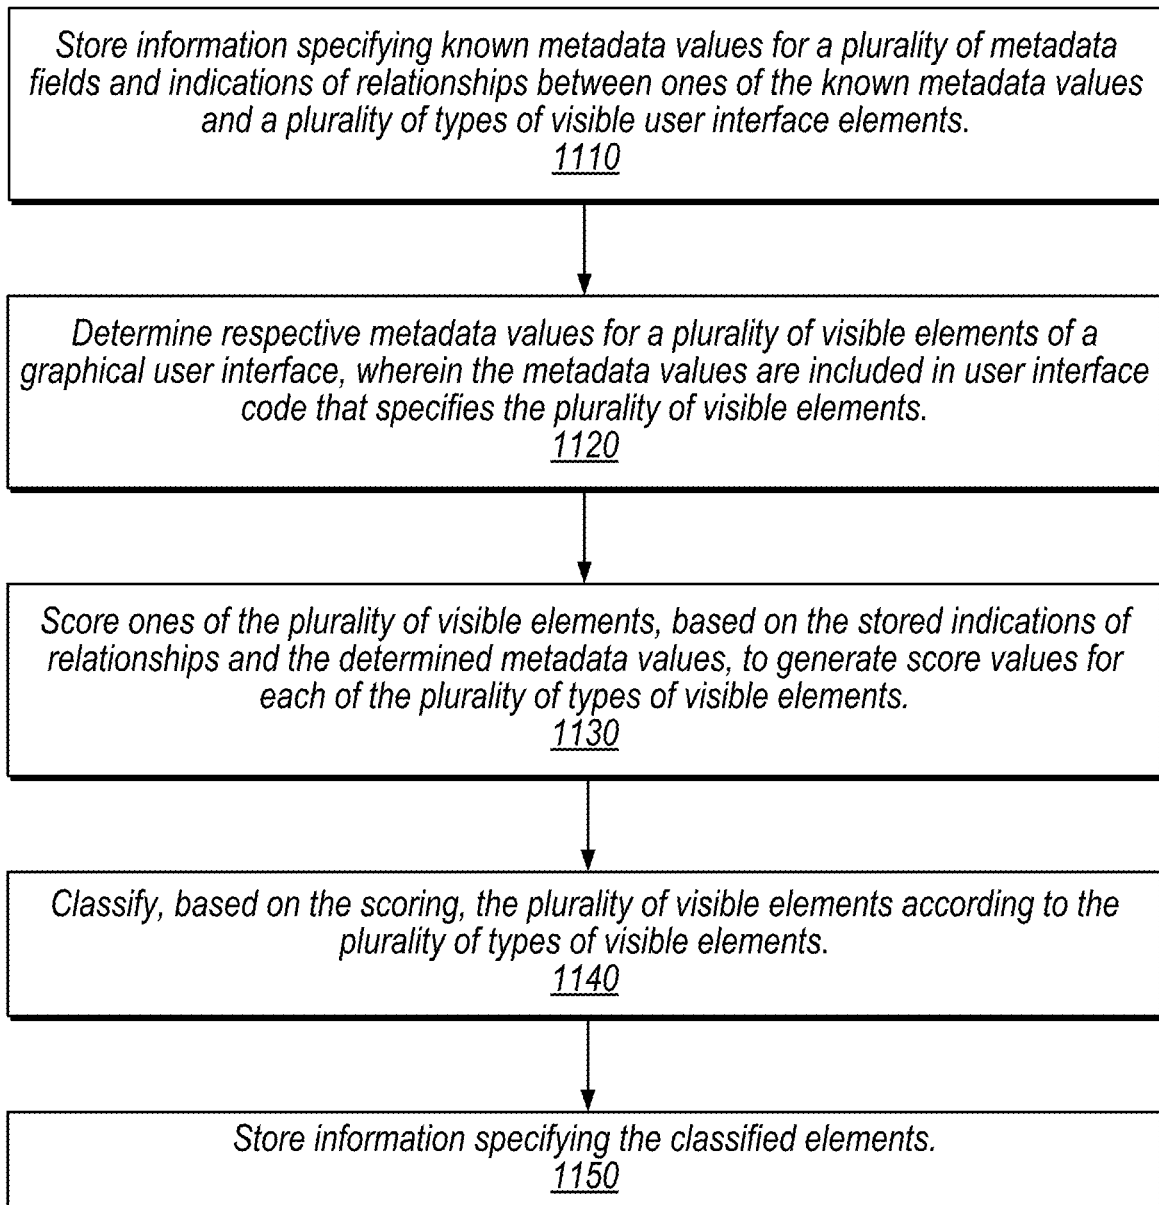 Store information specifying known metadata values for a plurality of metadata
fields and indications of relationships between ones of the known metadata values
and a plurality of types of visible user interface elements.
1110
Determine respective metadata values for a plurality of visible elements of a
graphical user interface, wherein the metadata values are included in user interface
code that specifies the plurality of visible elements.
1120
Score ones of the plurality of visible elements, based on the stored indications of
relationships and the determined metadata values, to generate score values for
each of the plurality of types of visible elements.
1130
Classify, based on the scoring, the plurality of visible elements according to the
plurality of types of visible elements.
1140
Store information specifying the classified elements.
1150